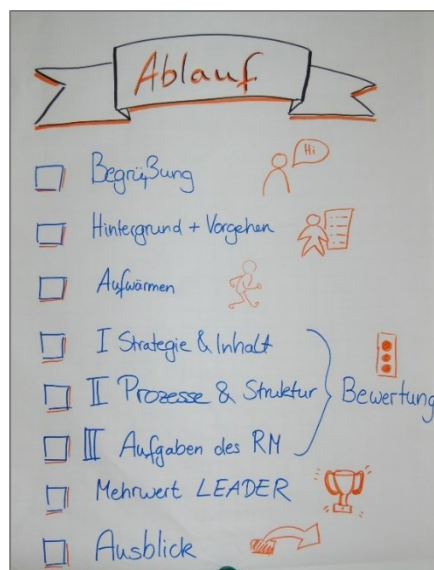 Ablauf
Begrüßung
Hi
Hintergrund + Vorgehen
Aufwärmen
I Strategie & Inhalt
II Prozesse & Struktur
III Aufgaben des RM
Bewertung
Mehrwert LEADER
Ausblick